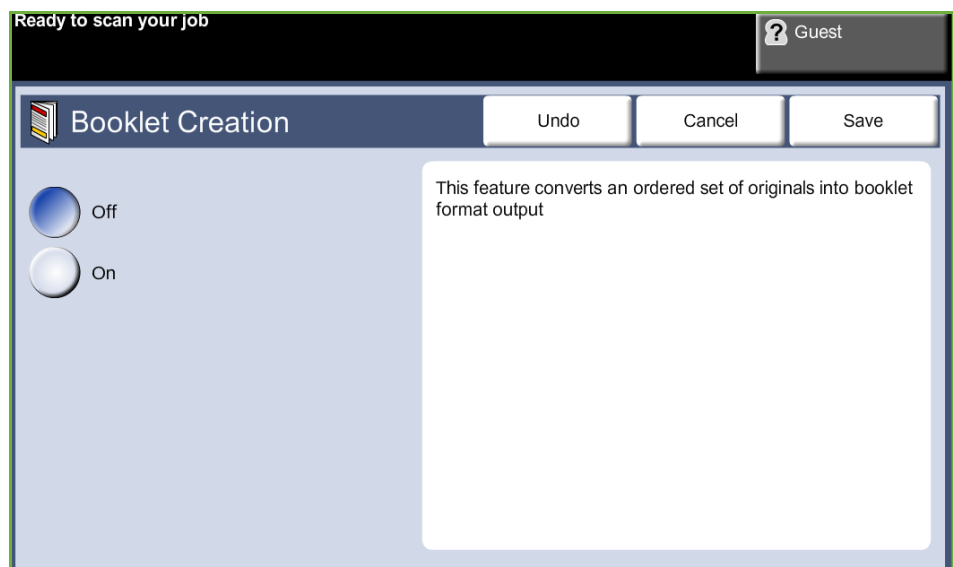 Ready to scan your job
? Guest
Booklet Creation
Undo
Cancel
Save
Off
On
This feature converts an ordered set of originals into booklet
format output